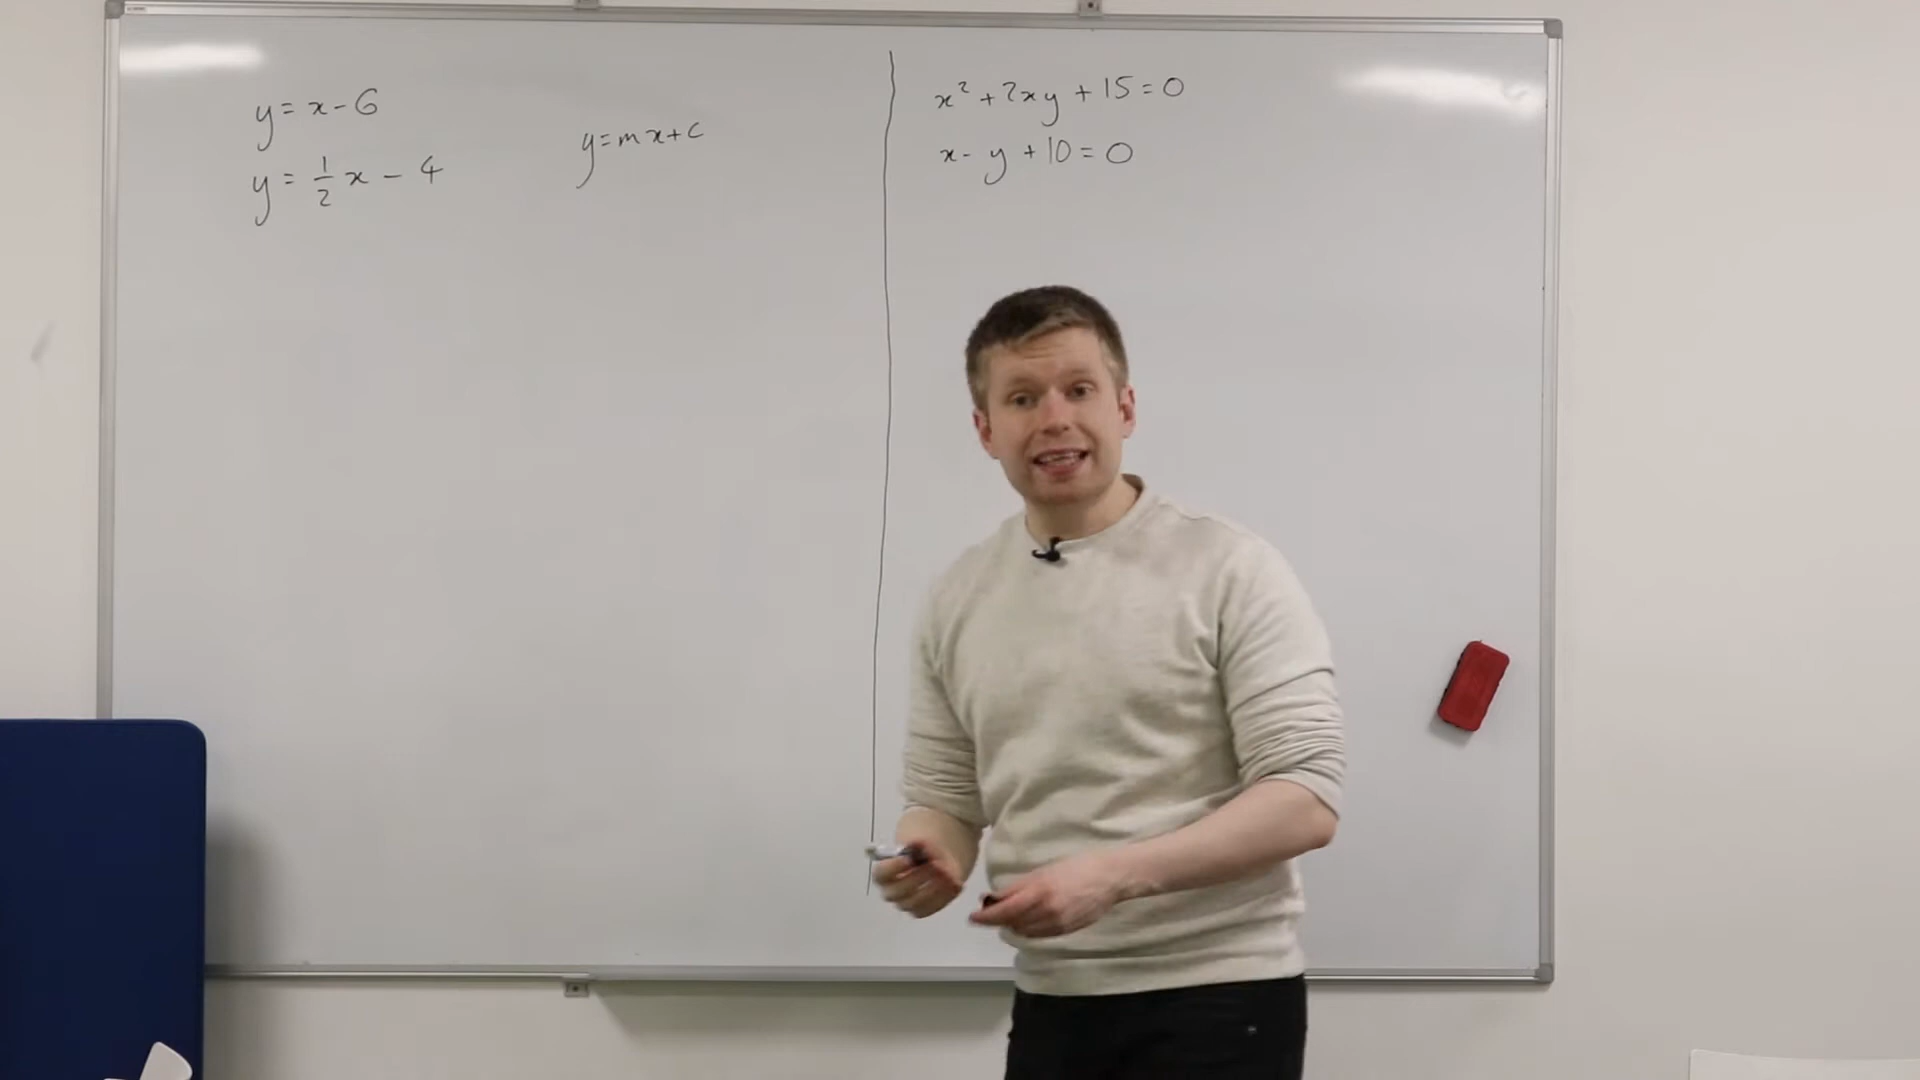 y = x - 6
y = 1/2 x - 4
y = mx + c
x² + 2xy + 15 = 0
x - y + 10 = 0